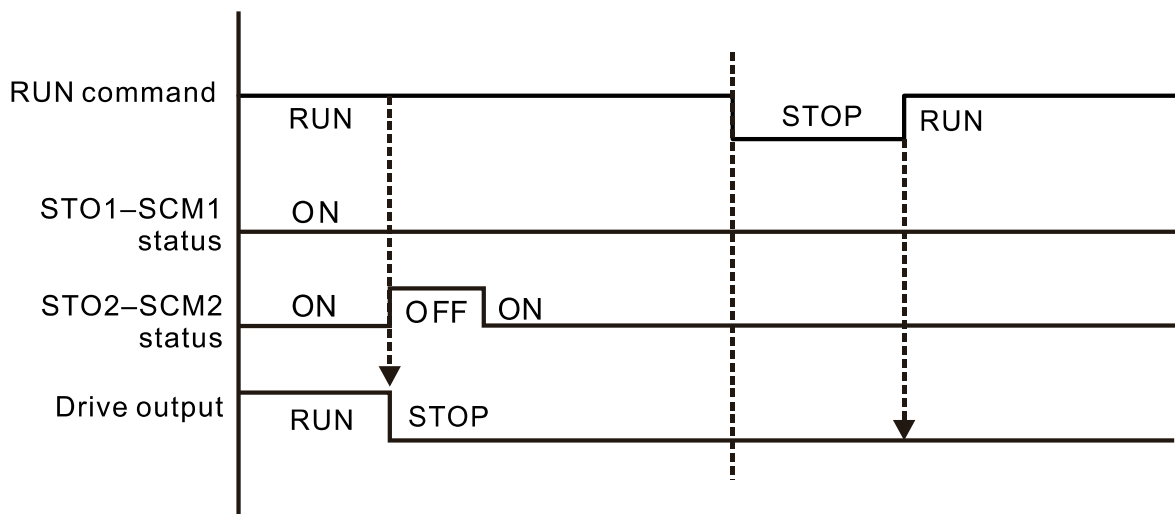 RUN command
RUN
STOP
RUN
STO1–SCM1
status
ON
STO2–SCM2
status
ON
OFF
ON
Drive output
RUN
STOP